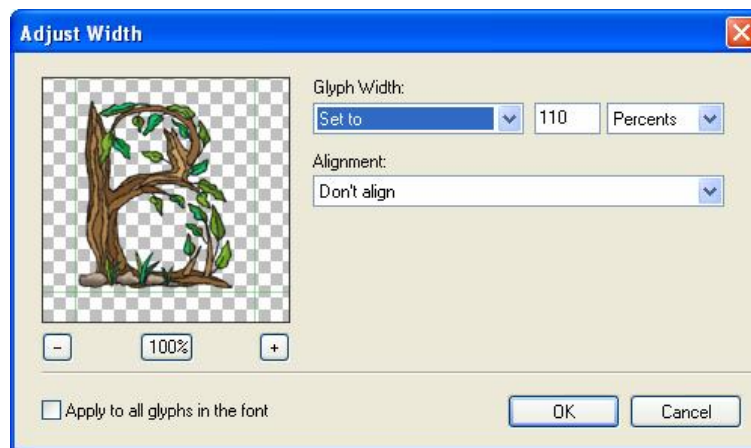 Adjust Width
Glyph Width:
Set to 110 Percents
Alignment:
Don't align
- 100% +
Apply to all glyphs in the font
OK Cancel